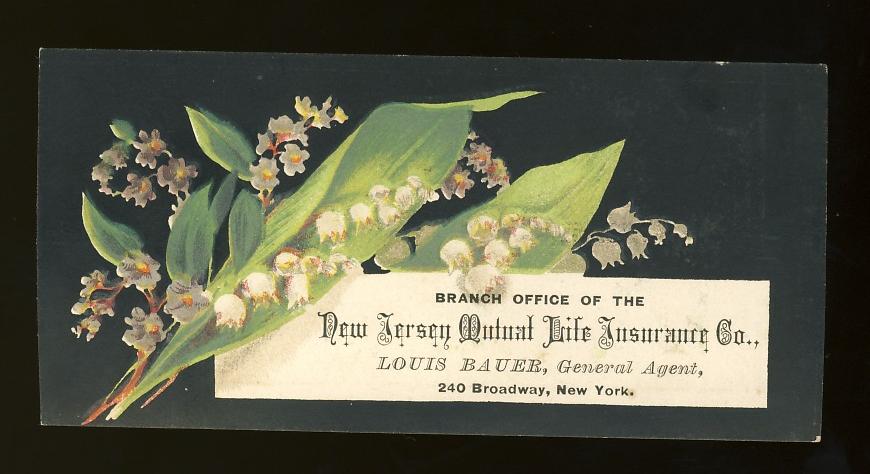 BRANCH OFFICE OF THE
New Jersey Mutual Life Insurance Co.,
LOUIS BAUER, General Agent,
240 Broadway, New York.